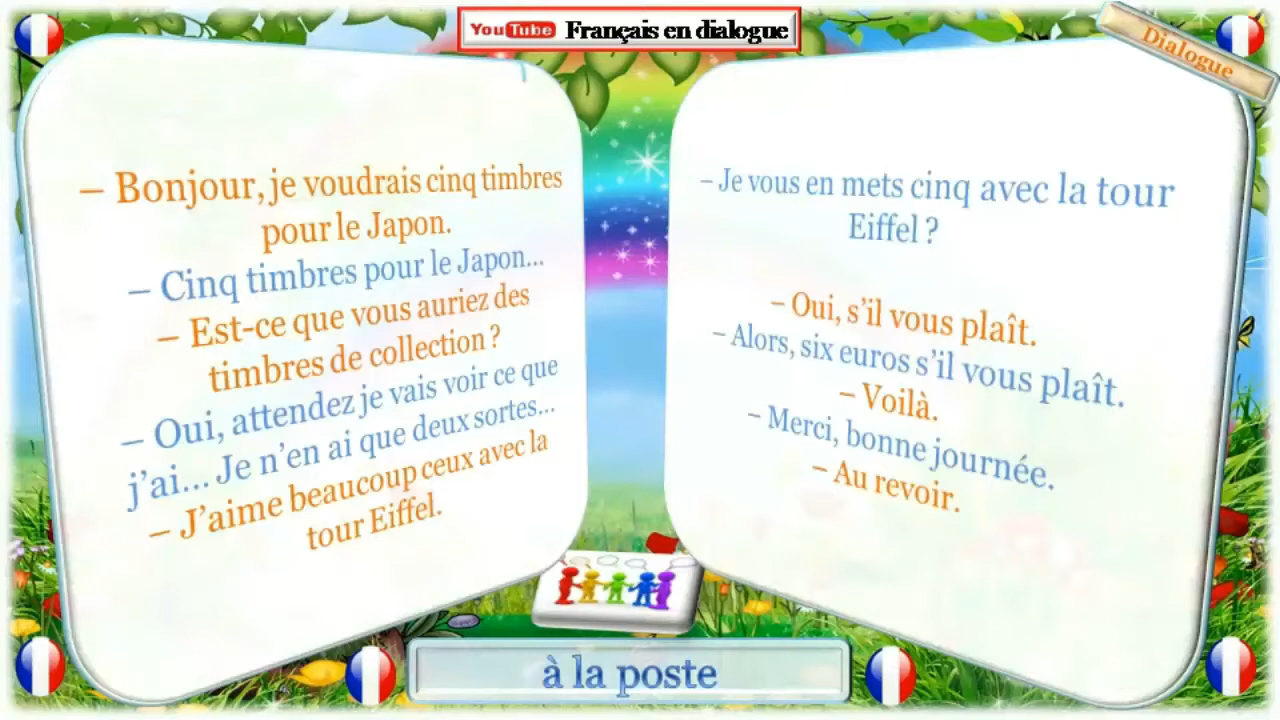 YouTube Français en dialogue
Dialogue
– Bonjour, je voudrais cinq timbres
pour le Japon.
– Cinq timbres pour le Japon...
– Est-ce que vous auriez des
timbres de collection ?
– Oui, attendez je vais voir ce que
j’ai... Je n’en ai que deux sortes...
– J’aime beaucoup ceux avec la
tour Eiffel.
– Je vous en mets cinq avec la tour
Eiffel ?
– Oui, s’il vous plaît.
– Alors, six euros s’il vous plaît.
– Voilà.
– Merci, bonne journée.
– Au revoir.
à la poste